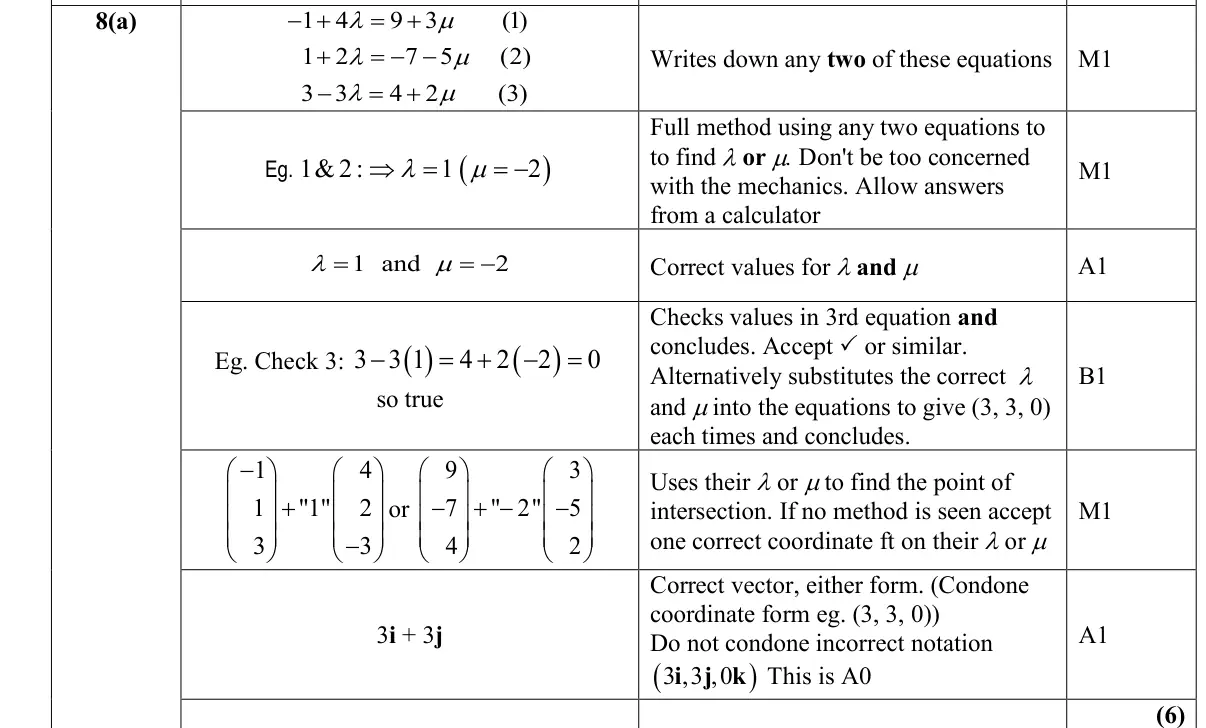 8(a)
−1 + 4λ = 9 + 3μ (1)
1 + 2λ = −7 − 5μ (2)
3 − 3λ = 4 + 2μ (3)
Writes down any two of these equations
M1
Eg. 1 & 2 : ⇒ λ = 1 (μ = −2)
Full method using any two equations to
to find λ or μ. Don't be too concerned
with the mechanics. Allow answers
from a calculator
M1
λ = 1 and μ = −2
Correct values for λ and μ
A1
Eg. Check 3: 3 − 3(1) = 4 + 2(−2) = 0
so true
Checks values in 3rd equation and
concludes. Accept ✓ or similar.
Alternatively substitutes the correct λ
and μ into the equations to give (3, 3, 0)
each times and concludes.
B1
(−1 1 3) + "1" (4 2 −3) or (9 −7 4) + "−2" (3 −5 2)
Uses their λ or μ to find the point of
intersection. If no method is seen accept
one correct coordinate ft on their λ or μ
M1
3i + 3j
Correct vector, either form. (Condone
coordinate form eg. (3, 3, 0))
Do not condone incorrect notation
(3i,3j,0k) This is A0
A1
(6)